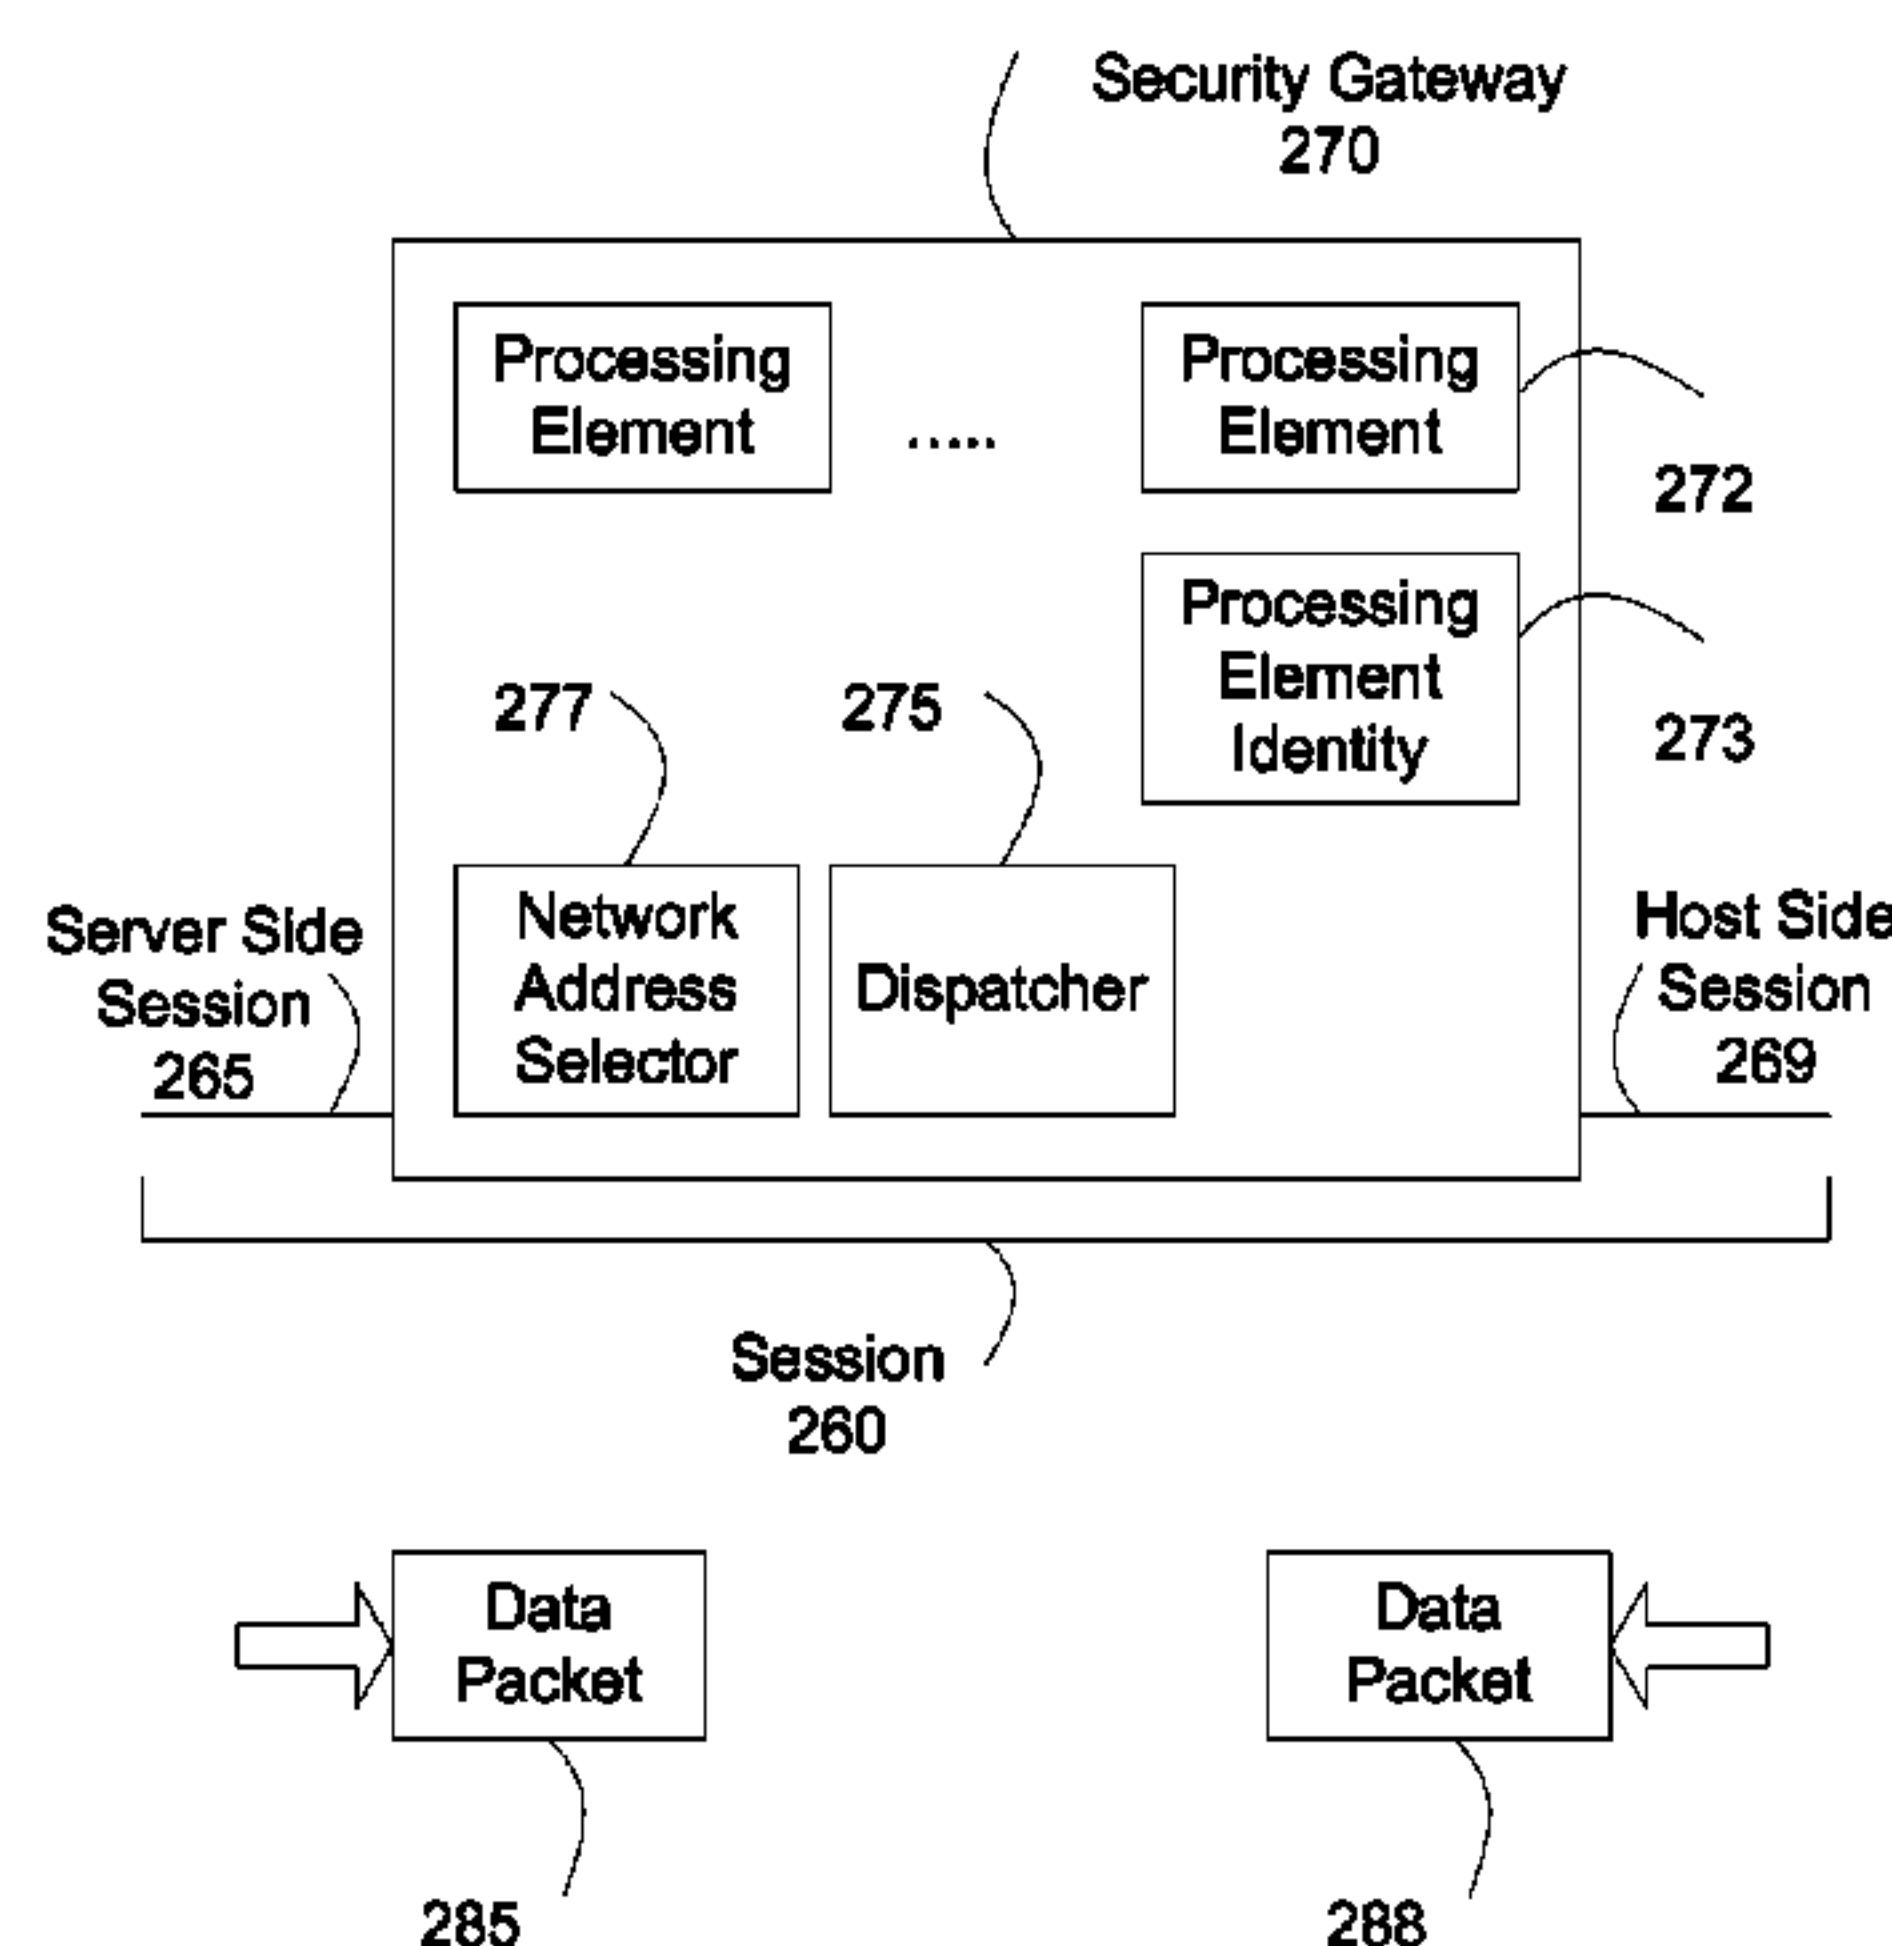 Security Gateway
270
Processing
Element
.....
Processing
Element
272
Processing
Element
Identity
273
277
275
Network
Address
Selector
Dispatcher
Server Side
Session
265
Host Side
Session
269
Session
260
Data
Packet
285
Data
Packet
288